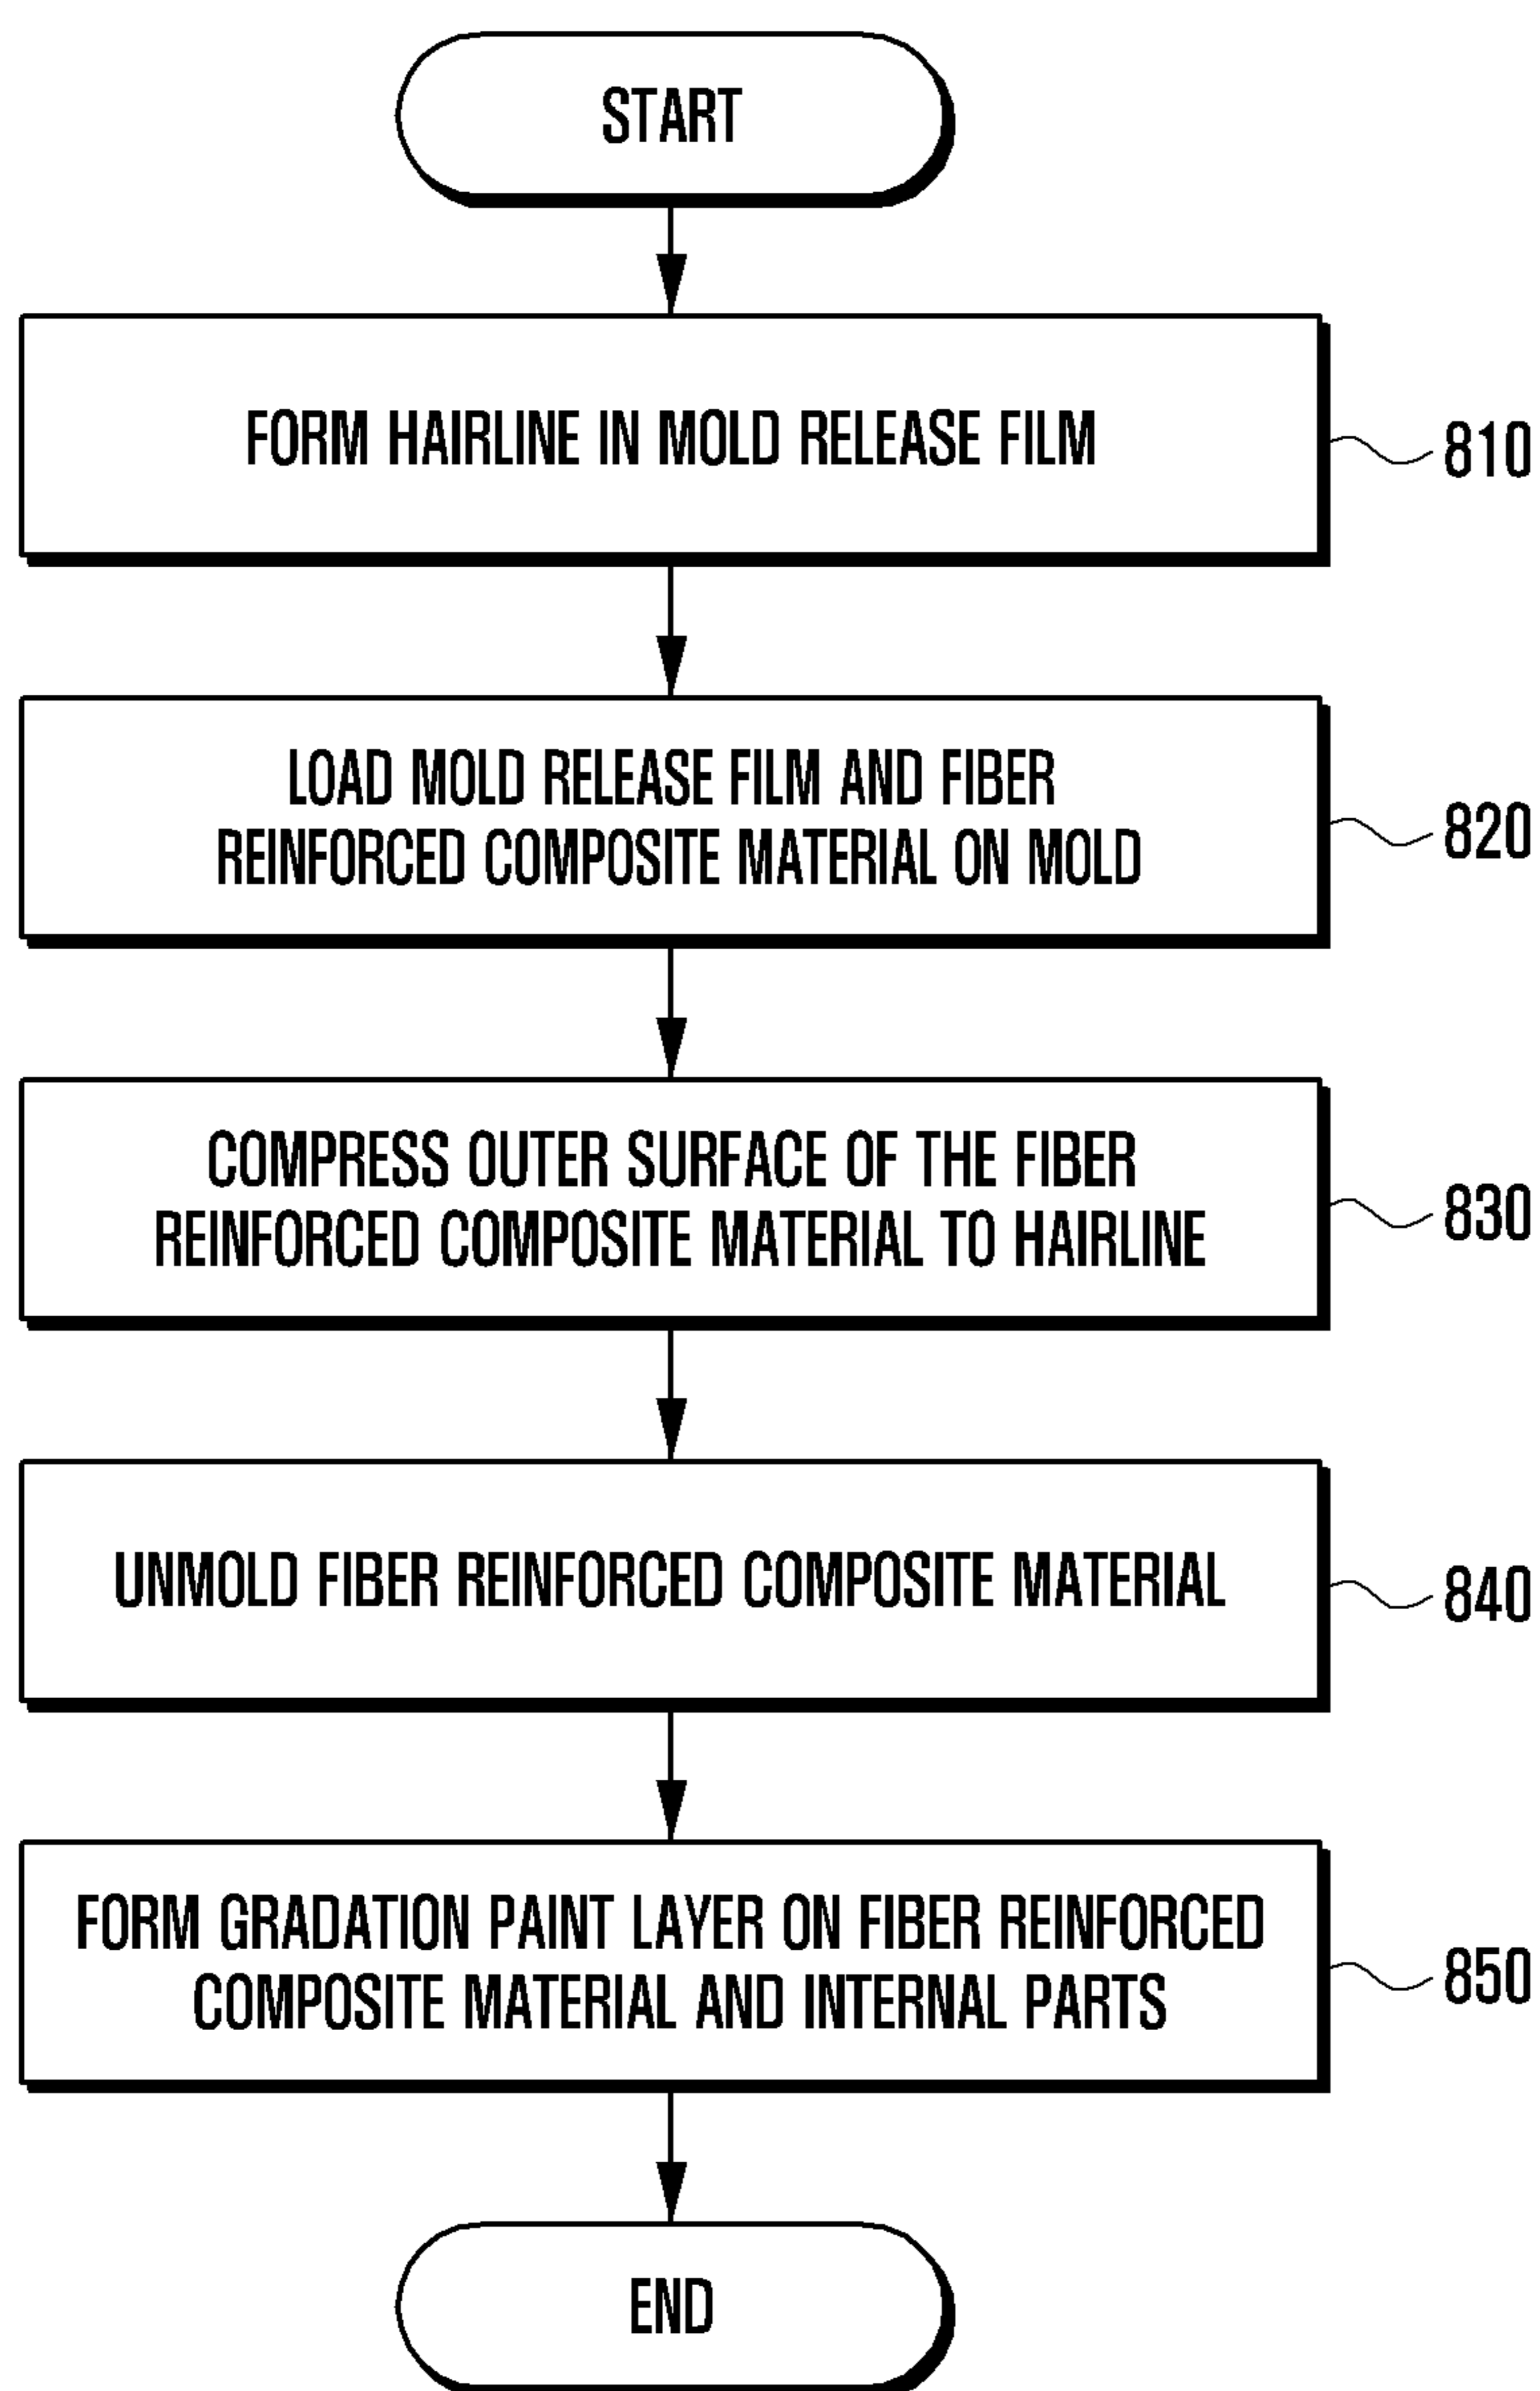 START
FORM HAIRLINE IN MOLD RELEASE FILM
810
LOAD MOLD RELEASE FILM AND FIBER
REINFORCED COMPOSITE MATERIAL ON MOLD
820
COMPRESS OUTER SURFACE OF THE FIBER
REINFORCED COMPOSITE MATERIAL TO HAIRLINE
830
UNMOLD FIBER REINFORCED COMPOSITE MATERIAL
840
FORM GRADATION PAINT LAYER ON FIBER REINFORCED
COMPOSITE MATERIAL AND INTERNAL PARTS
850
END